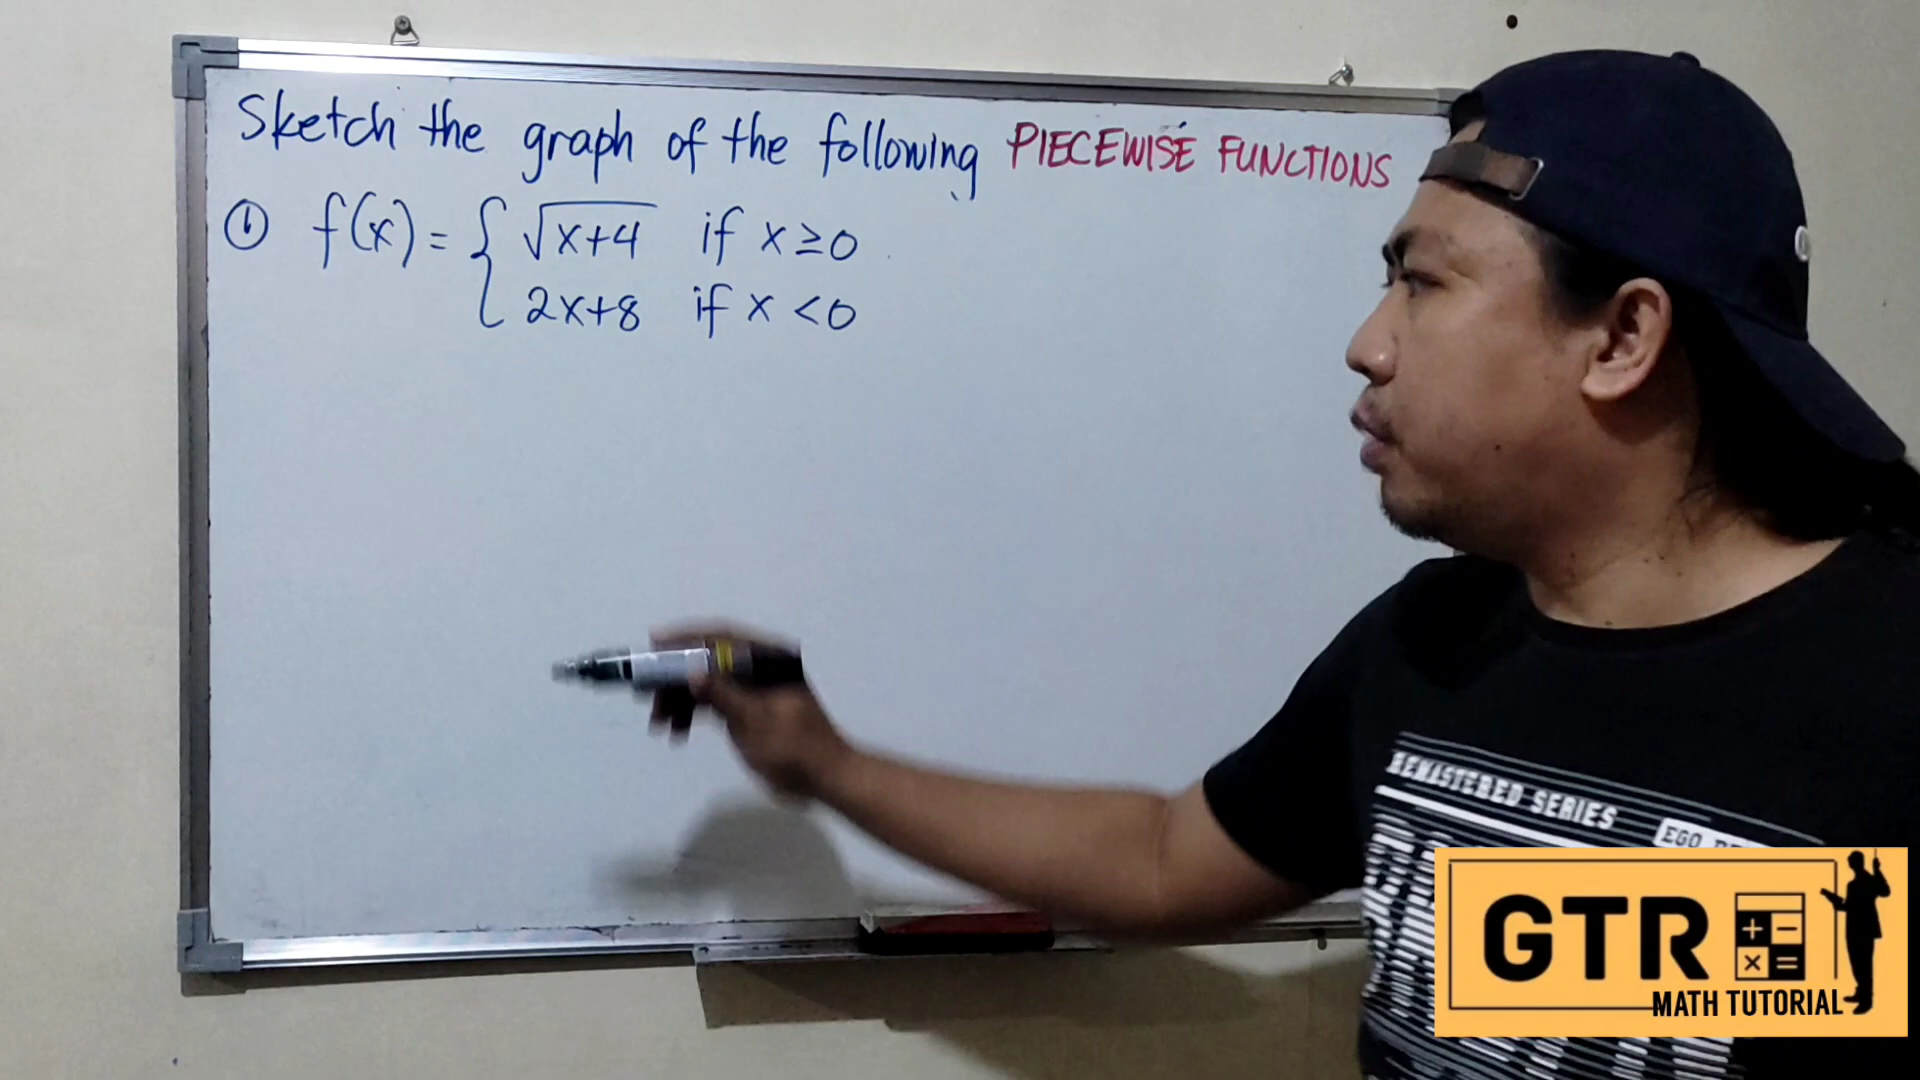 Sketch the graph of the following PIECEWISE FUNCTIONS
① f(x) = { √x+4 if x ≥ 0
2x+8 if x < 0
REMASTERED SERIES
EGO
GTR
+ −
× =
MATH TUTORIAL